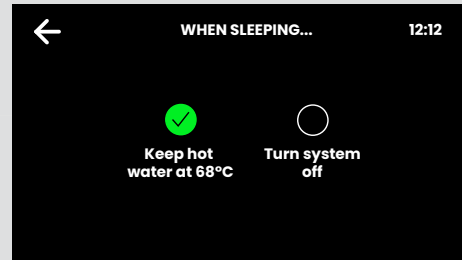 WHEN SLEEPING...
12:12
Keep hot
water at 68°C
Turn system
off